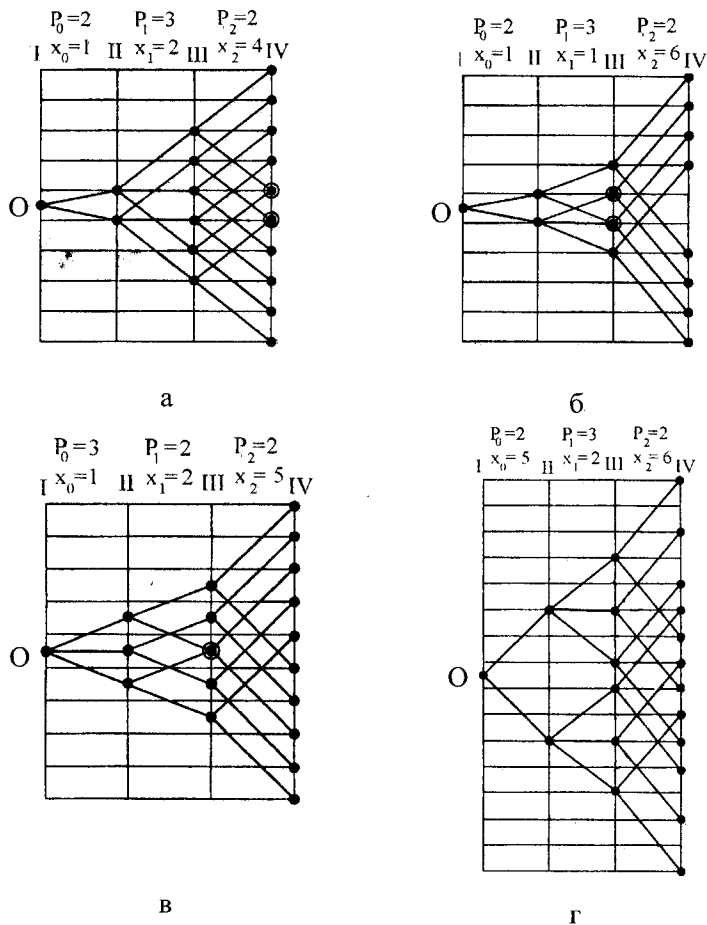 P₀=2 P₁=3 P₂=2
I x₀=1 II x₁=2 III x₂=4 IV
O
а
P₀=2 P₁=3 P₂=2
I x₀=1 II x₁=1 III x₂=6 IV
O
б
P₀=3 P₁=2 P₂=2
I x₀=1 II x₁=2 III x₂=5 IV
O
в
P₀=2 P₁=3 P₂=2
I x₀=5 II x₁=2 III x₂=6 IV
O
г